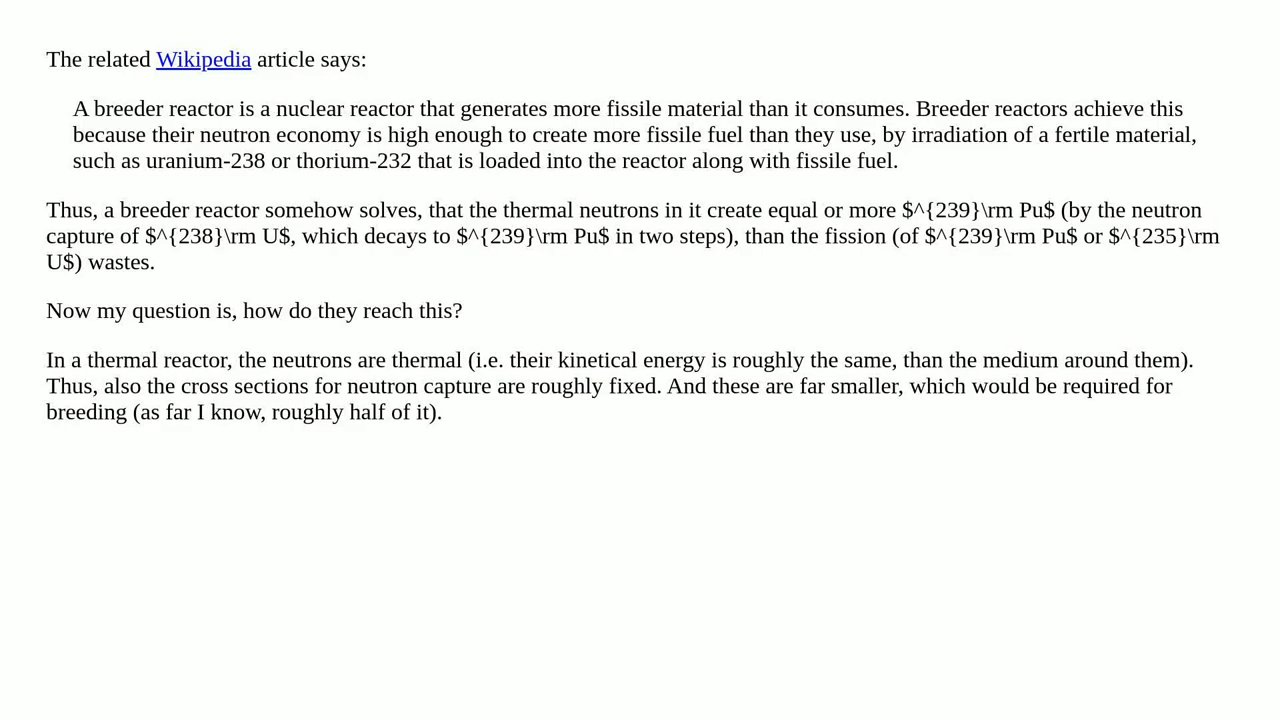 The related Wikipedia article says:
A breeder reactor is a nuclear reactor that generates more fissile material than it consumes. Breeder reactors achieve this
because their neutron economy is high enough to create more fissile fuel than they use, by irradiation of a fertile material,
such as uranium-238 or thorium-232 that is loaded into the reactor along with fissile fuel.
Thus, a breeder reactor somehow solves, that the thermal neutrons in it create equal or more $^{239}\rm Pu$ (by the neutron
capture of $^{238}\rm U$, which decays to $^{239}\rm Pu$ in two steps), than the fission (of $^{239}\rm Pu$ or $^{235}\rm
U$) wastes.
Now my question is, how do they reach this?
In a thermal reactor, the neutrons are thermal (i.e. their kinetical energy is roughly the same, than the medium around them).
Thus, also the cross sections for neutron capture are roughly fixed. And these are far smaller, which would be required for
breeding (as far I know, roughly half of it).